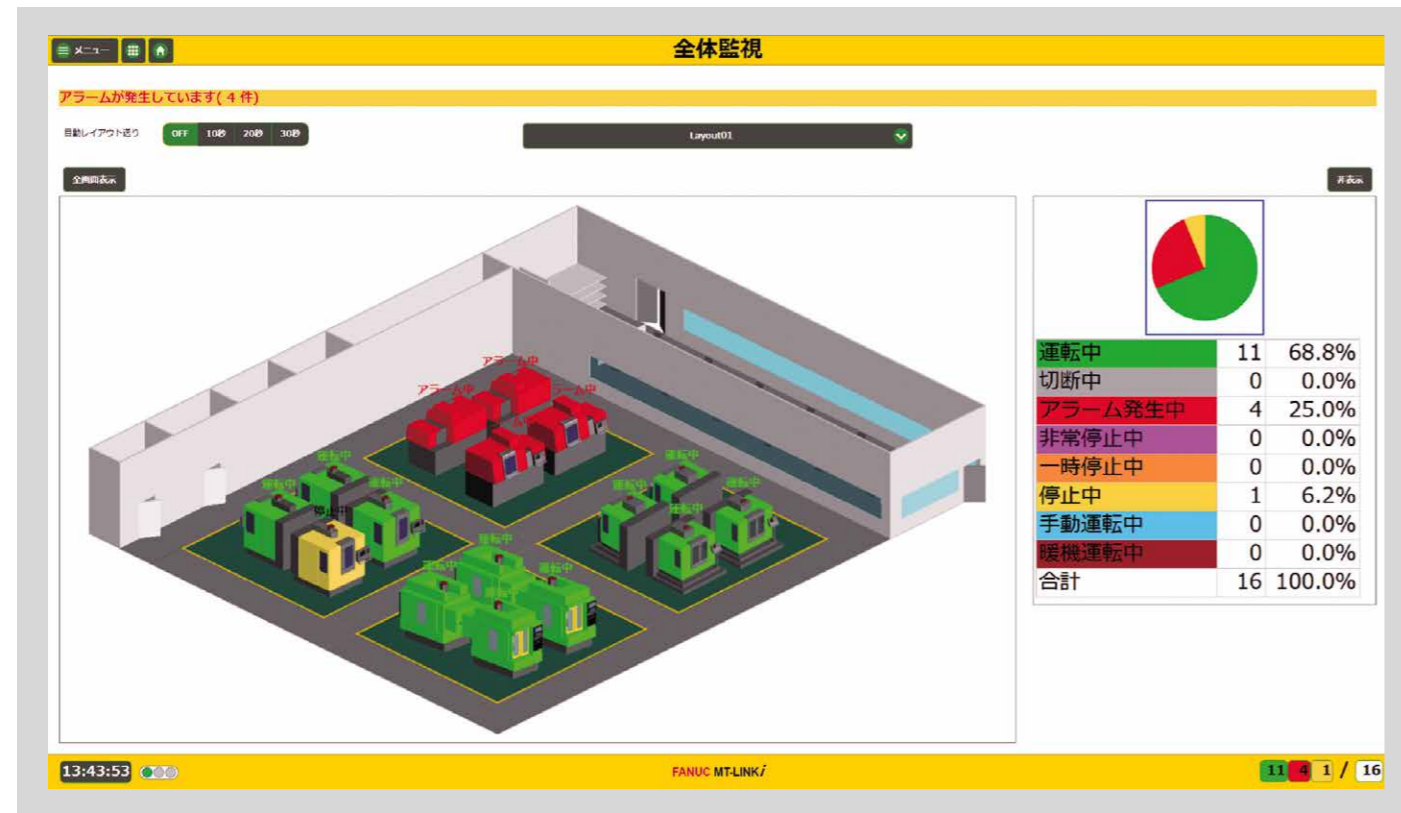 メニュー
全体監視
アラームが発生しています( 4 件)
自動レイアウト送り OFF 10秒 20秒 30秒
Layout01
全画面表示
非表示
アラーム中
アラーム中
ラーム中
運転中
運転中
運転中
運転中
運転中
停止中
運転中
運転中
運転中
運転中
運転中 11 68.8%
切断中 0 0.0%
アラーム発生中 4 25.0%
非常停止中 0 0.0%
一時停止中 0 0.0%
停止中 1 6.2%
手動運転中 0 0.0%
暖機運転中 0 0.0%
合計 16 100.0%
13:43:53
FANUC MT-LINKi
11 4 1 / 16